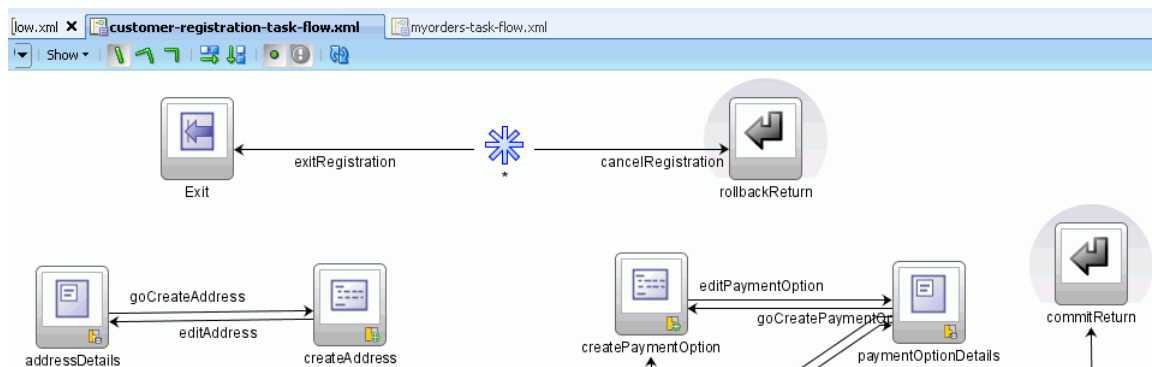 low.xml customer-registration-task-flow.xml myorders-task-flow.xml
Show
exitRegistration
cancelRegistration
*
Exit
rollbackReturn
goCreateAddress
editAddress
addressDetails
createAddress
editPaymentOption
goCreatePaymentOp
createPaymentOption
paymentOptionDetails
commitReturn